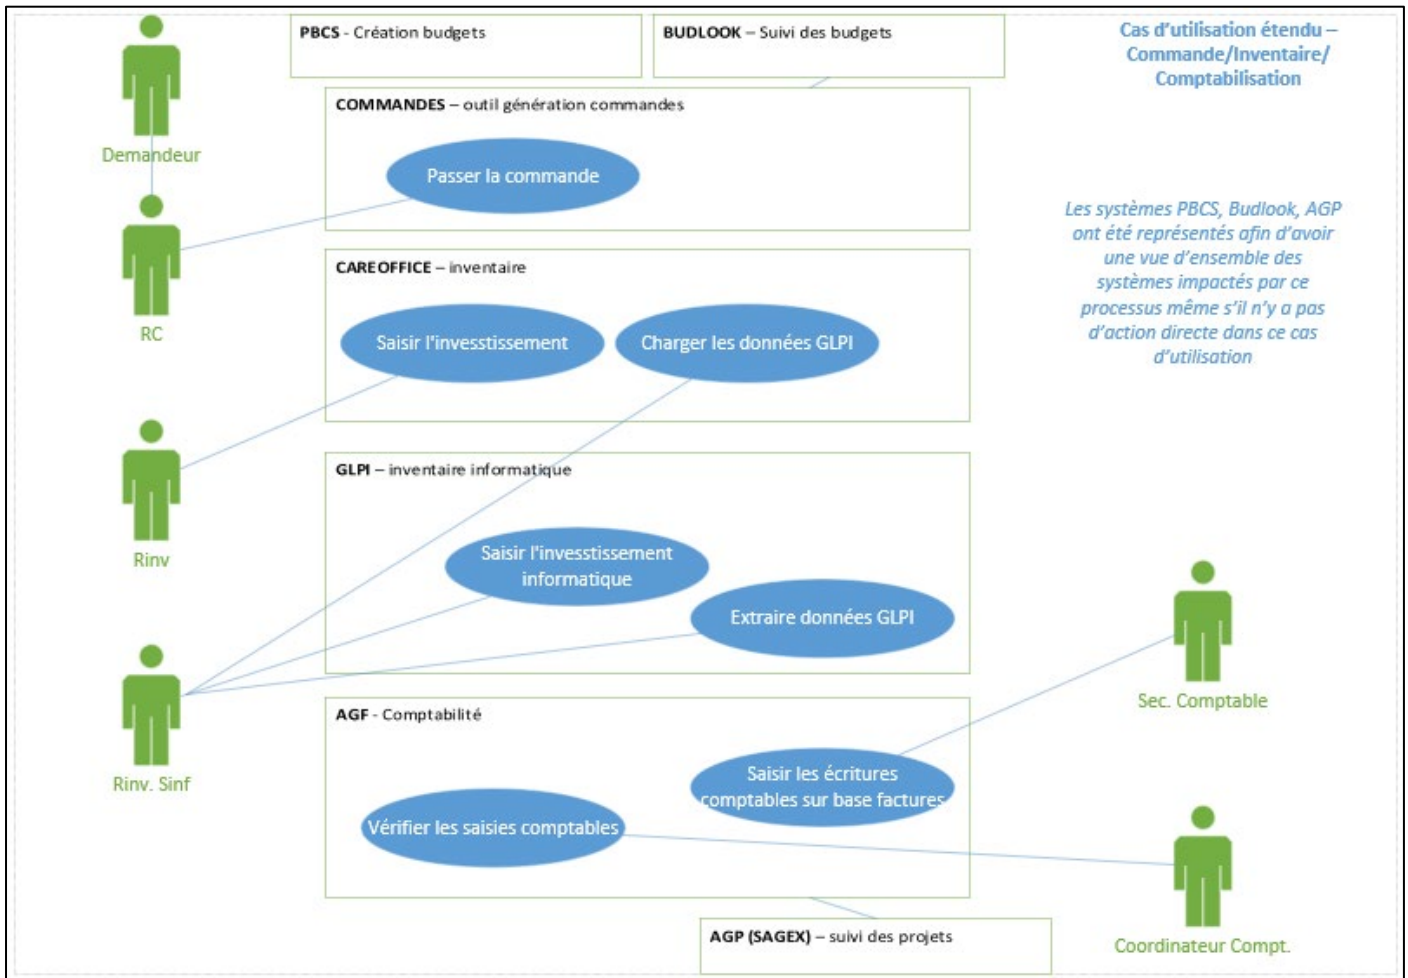 PBCS - Création budgets
BUDLOOK – Suivi des budgets
Cas d'utilisation étendu –
Commande/Inventaire/
Comptabilisation
COMMANDES – outil génération commandes
Demandeur
Passer la commande
Les systèmes PBCS, Budlook, AGP
ont été représentés afin d'avoir
une vue d'ensemble des
systèmes impactés par ce
processus même s'il n'y a pas
d'action directe dans ce cas
d'utilisation
RC
CAREOFFICE – inventaire
Saisir l'invesstissement
Charger les données GLPI
GLPI – inventaire informatique
Rinv
Saisir l'invesstissement
informatique
Extraire données GLPI
Sec. Comptable
Rinv. Sinf
AGF - Comptabilité
Saisir les écritures
comptables sur base factures
Vérifier les saisies comptables
AGP (SAGEX) – suivi des projets
Coordinateur Compt.